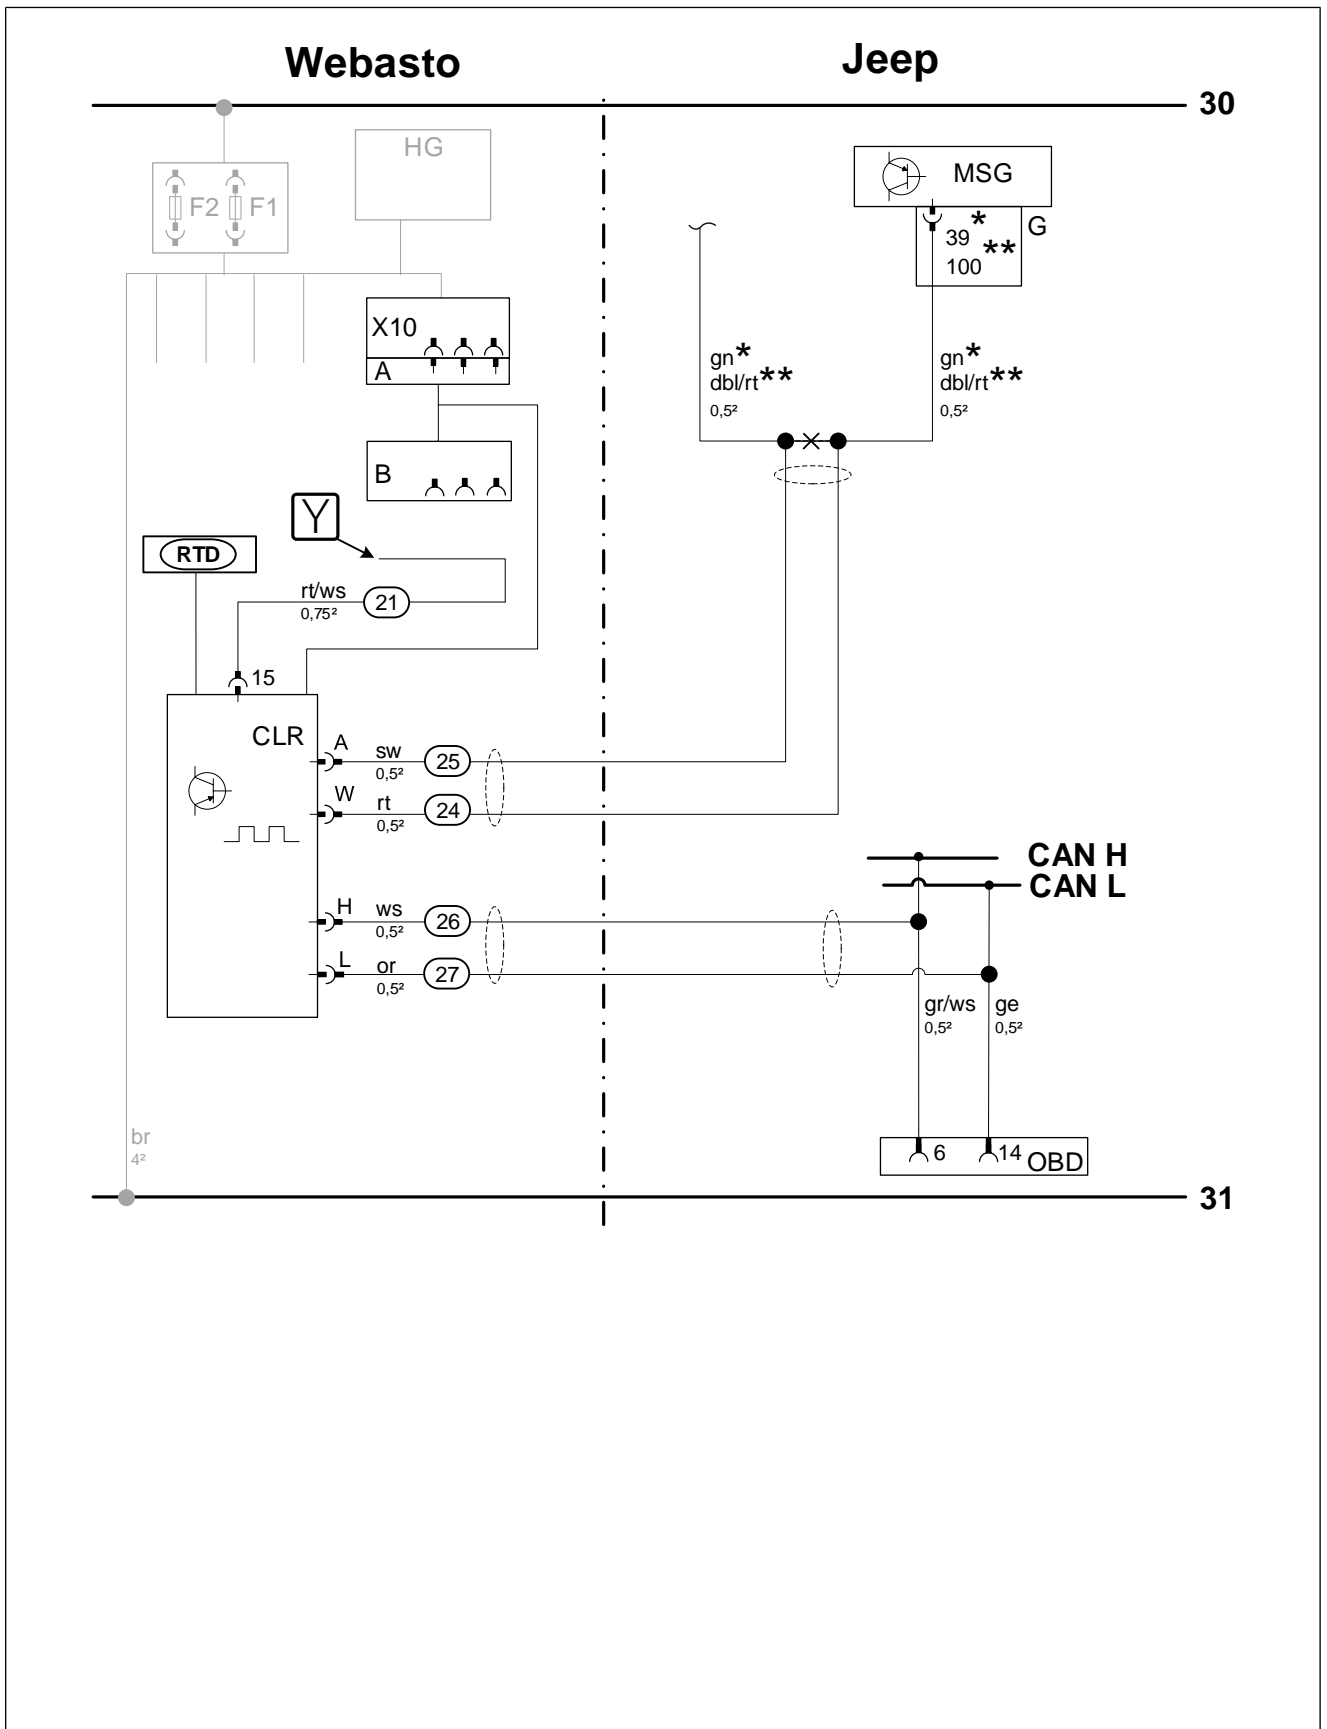 Webasto
Jeep
30
HG
F2 F1
MSG
39 *
100 **
G
X10
A
gn*
dbl/rt**
0,5²
gn*
dbl/rt**
0,5²
B
Y
RTD
rt/ws
0,75²
21
15
CLR
A sw 25
0,5²
W rt 24
0,5²
CAN H
CAN L
H ws 26
0,5²
L or 27
0,5²
gr/ws
0,5²
ge
0,5²
br
4²
6 14 OBD
31